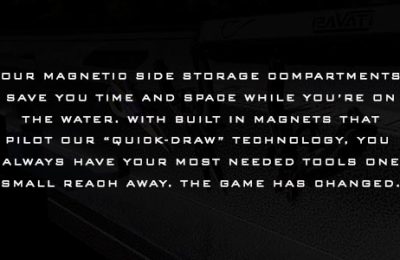 BAVATI
OUR MAGNETIC SIDE STORAGE COMPARTMENTS
SAVE YOU TIME AND SPACE WHILE YOU'RE ON
THE WATER. WITH BUILT IN MAGNETS THAT
PILOT OUR “QUICK-DRAW” TECHNOLOGY, YOU
ALWAYS HAVE YOUR MOST NEEDED TOOLS ONE
SMALL REACH AWAY. THE GAME HAS CHANGED.